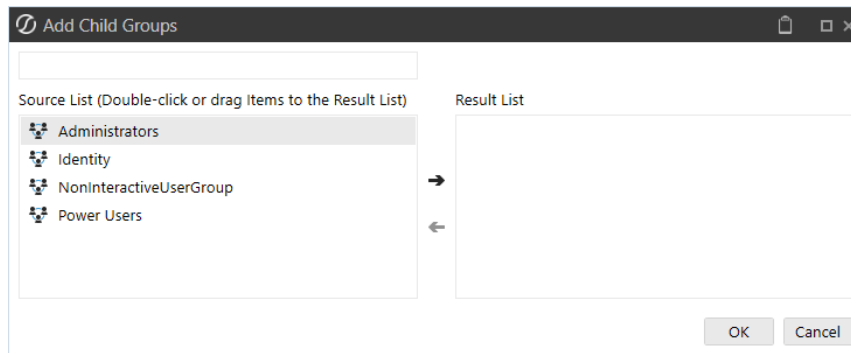 Add Child Groups
Source List (Double-click or drag Items to the Result List)
Result List
Administrators
Identity
NonInteractiveUserGroup
Power Users
OK
Cancel